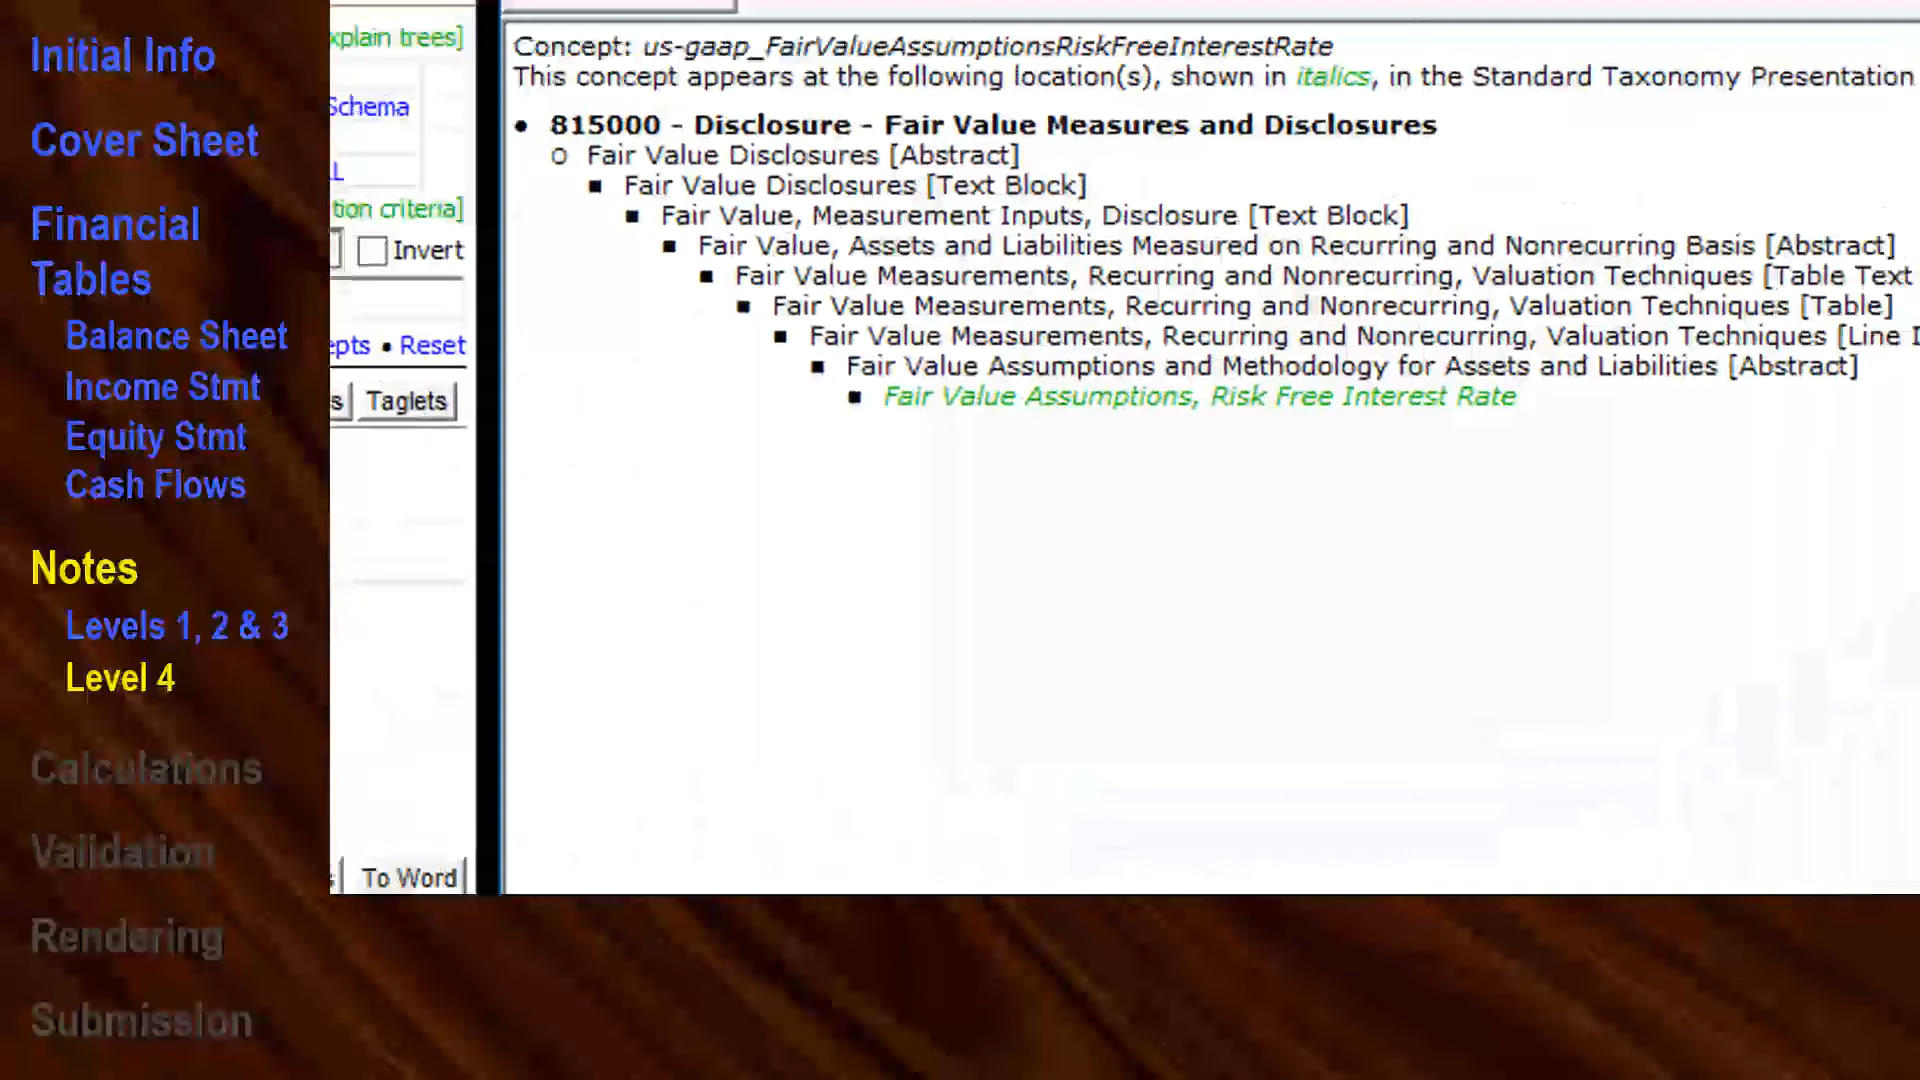 Initial Info
Cover Sheet
Financial
Tables
Balance Sheet
Income Stmt
Equity Stmt
Cash Flows
Notes
Levels 1, 2 & 3
Level 4
Calculations
Validation
Rendering
Submission
xplain trees]
Schema
L
tion criteria]
Invert
epts • Reset
s Taglets
To Word
Concept: us-gaap_FairValueAssumptionsRiskFreeInterestRate
This concept appears at the following location(s), shown in italics, in the Standard Taxonomy Presentation
• 815000 - Disclosure - Fair Value Measures and Disclosures
o Fair Value Disclosures [Abstract]
▪ Fair Value Disclosures [Text Block]
▪ Fair Value, Measurement Inputs, Disclosure [Text Block]
▪ Fair Value, Assets and Liabilities Measured on Recurring and Nonrecurring Basis [Abstract]
▪ Fair Value Measurements, Recurring and Nonrecurring, Valuation Techniques [Table Text
▪ Fair Value Measurements, Recurring and Nonrecurring, Valuation Techniques [Table]
▪ Fair Value Measurements, Recurring and Nonrecurring, Valuation Techniques [Line I
▪ Fair Value Assumptions and Methodology for Assets and Liabilities [Abstract]
▪ Fair Value Assumptions, Risk Free Interest Rate